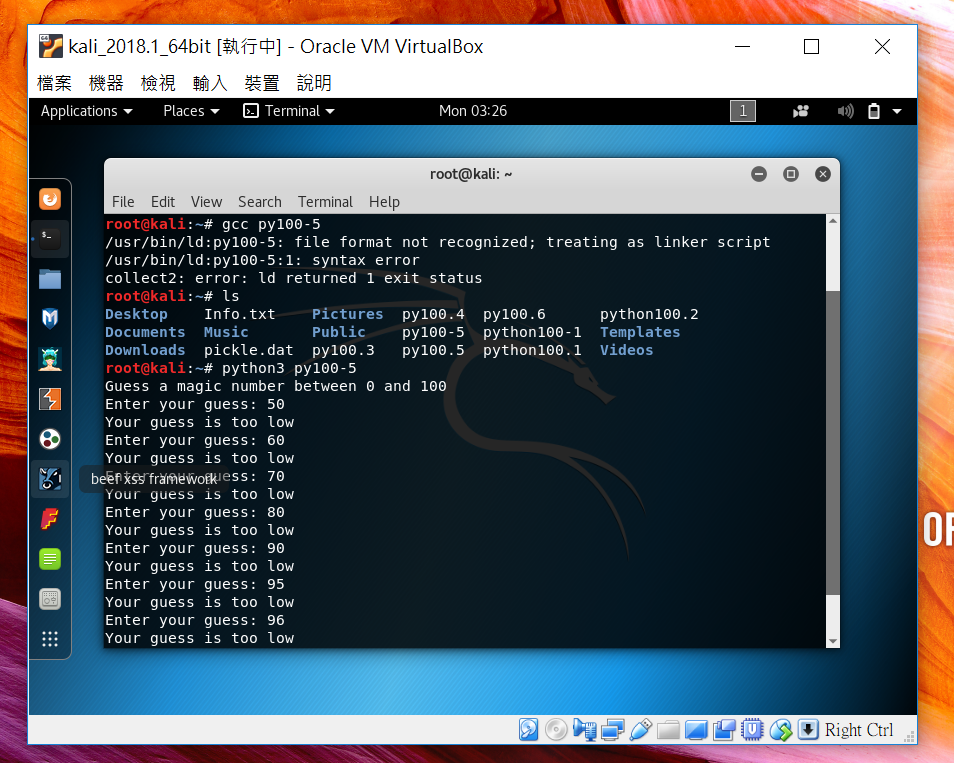 kali_2018.1_64bit [執行中] - Oracle VM VirtualBox
檔案 機器 檢視 輸入 裝置 說明
Applications Places Terminal Mon 03:26 1
root@kali: ~
File Edit View Search Terminal Help
root@kali:~# gcc py100-5
/usr/bin/ld:py100-5: file format not recognized; treating as linker script
/usr/bin/ld:py100-5:1: syntax error
collect2: error: ld returned 1 exit status
root@kali:~# ls
Desktop Info.txt Pictures py100.4 py100.6 python100.2
Documents Music Public py100-5 python100-1 Templates
Downloads pickle.dat py100.3 py100.5 python100.1 Videos
root@kali:~# python3 py100-5
Guess a magic number between 0 and 100
Enter your guess: 50
Your guess is too low
Enter your guess: 60
Your guess is too low
Enter your guess: 70
beef xss framework
Your guess is too low
Enter your guess: 80
Your guess is too low
Enter your guess: 90
Your guess is too low
Enter your guess: 95
Your guess is too low
Enter your guess: 96
Your guess is too low
Right Ctrl